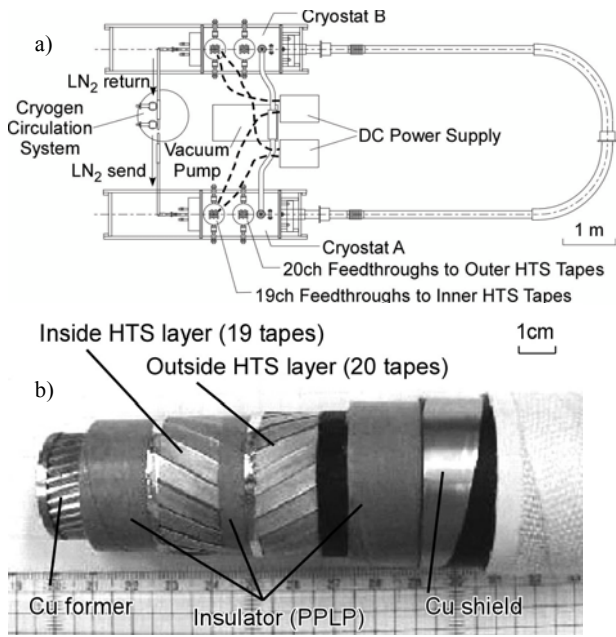 a)
Cryostat B
LN2 return
Cryogen
Circulation
System
LN2 send
Vacuum
Pump
DC Power Supply
Cryostat A
1 m
20ch Feedthroughs to Outer HTS Tapes
19ch Feedthroughs to Inner HTS Tapes
Inside HTS layer (19 tapes)
1cm
Outside HTS layer (20 tapes)
b)
Cu former
Insulator (PPLP)
Cu shield